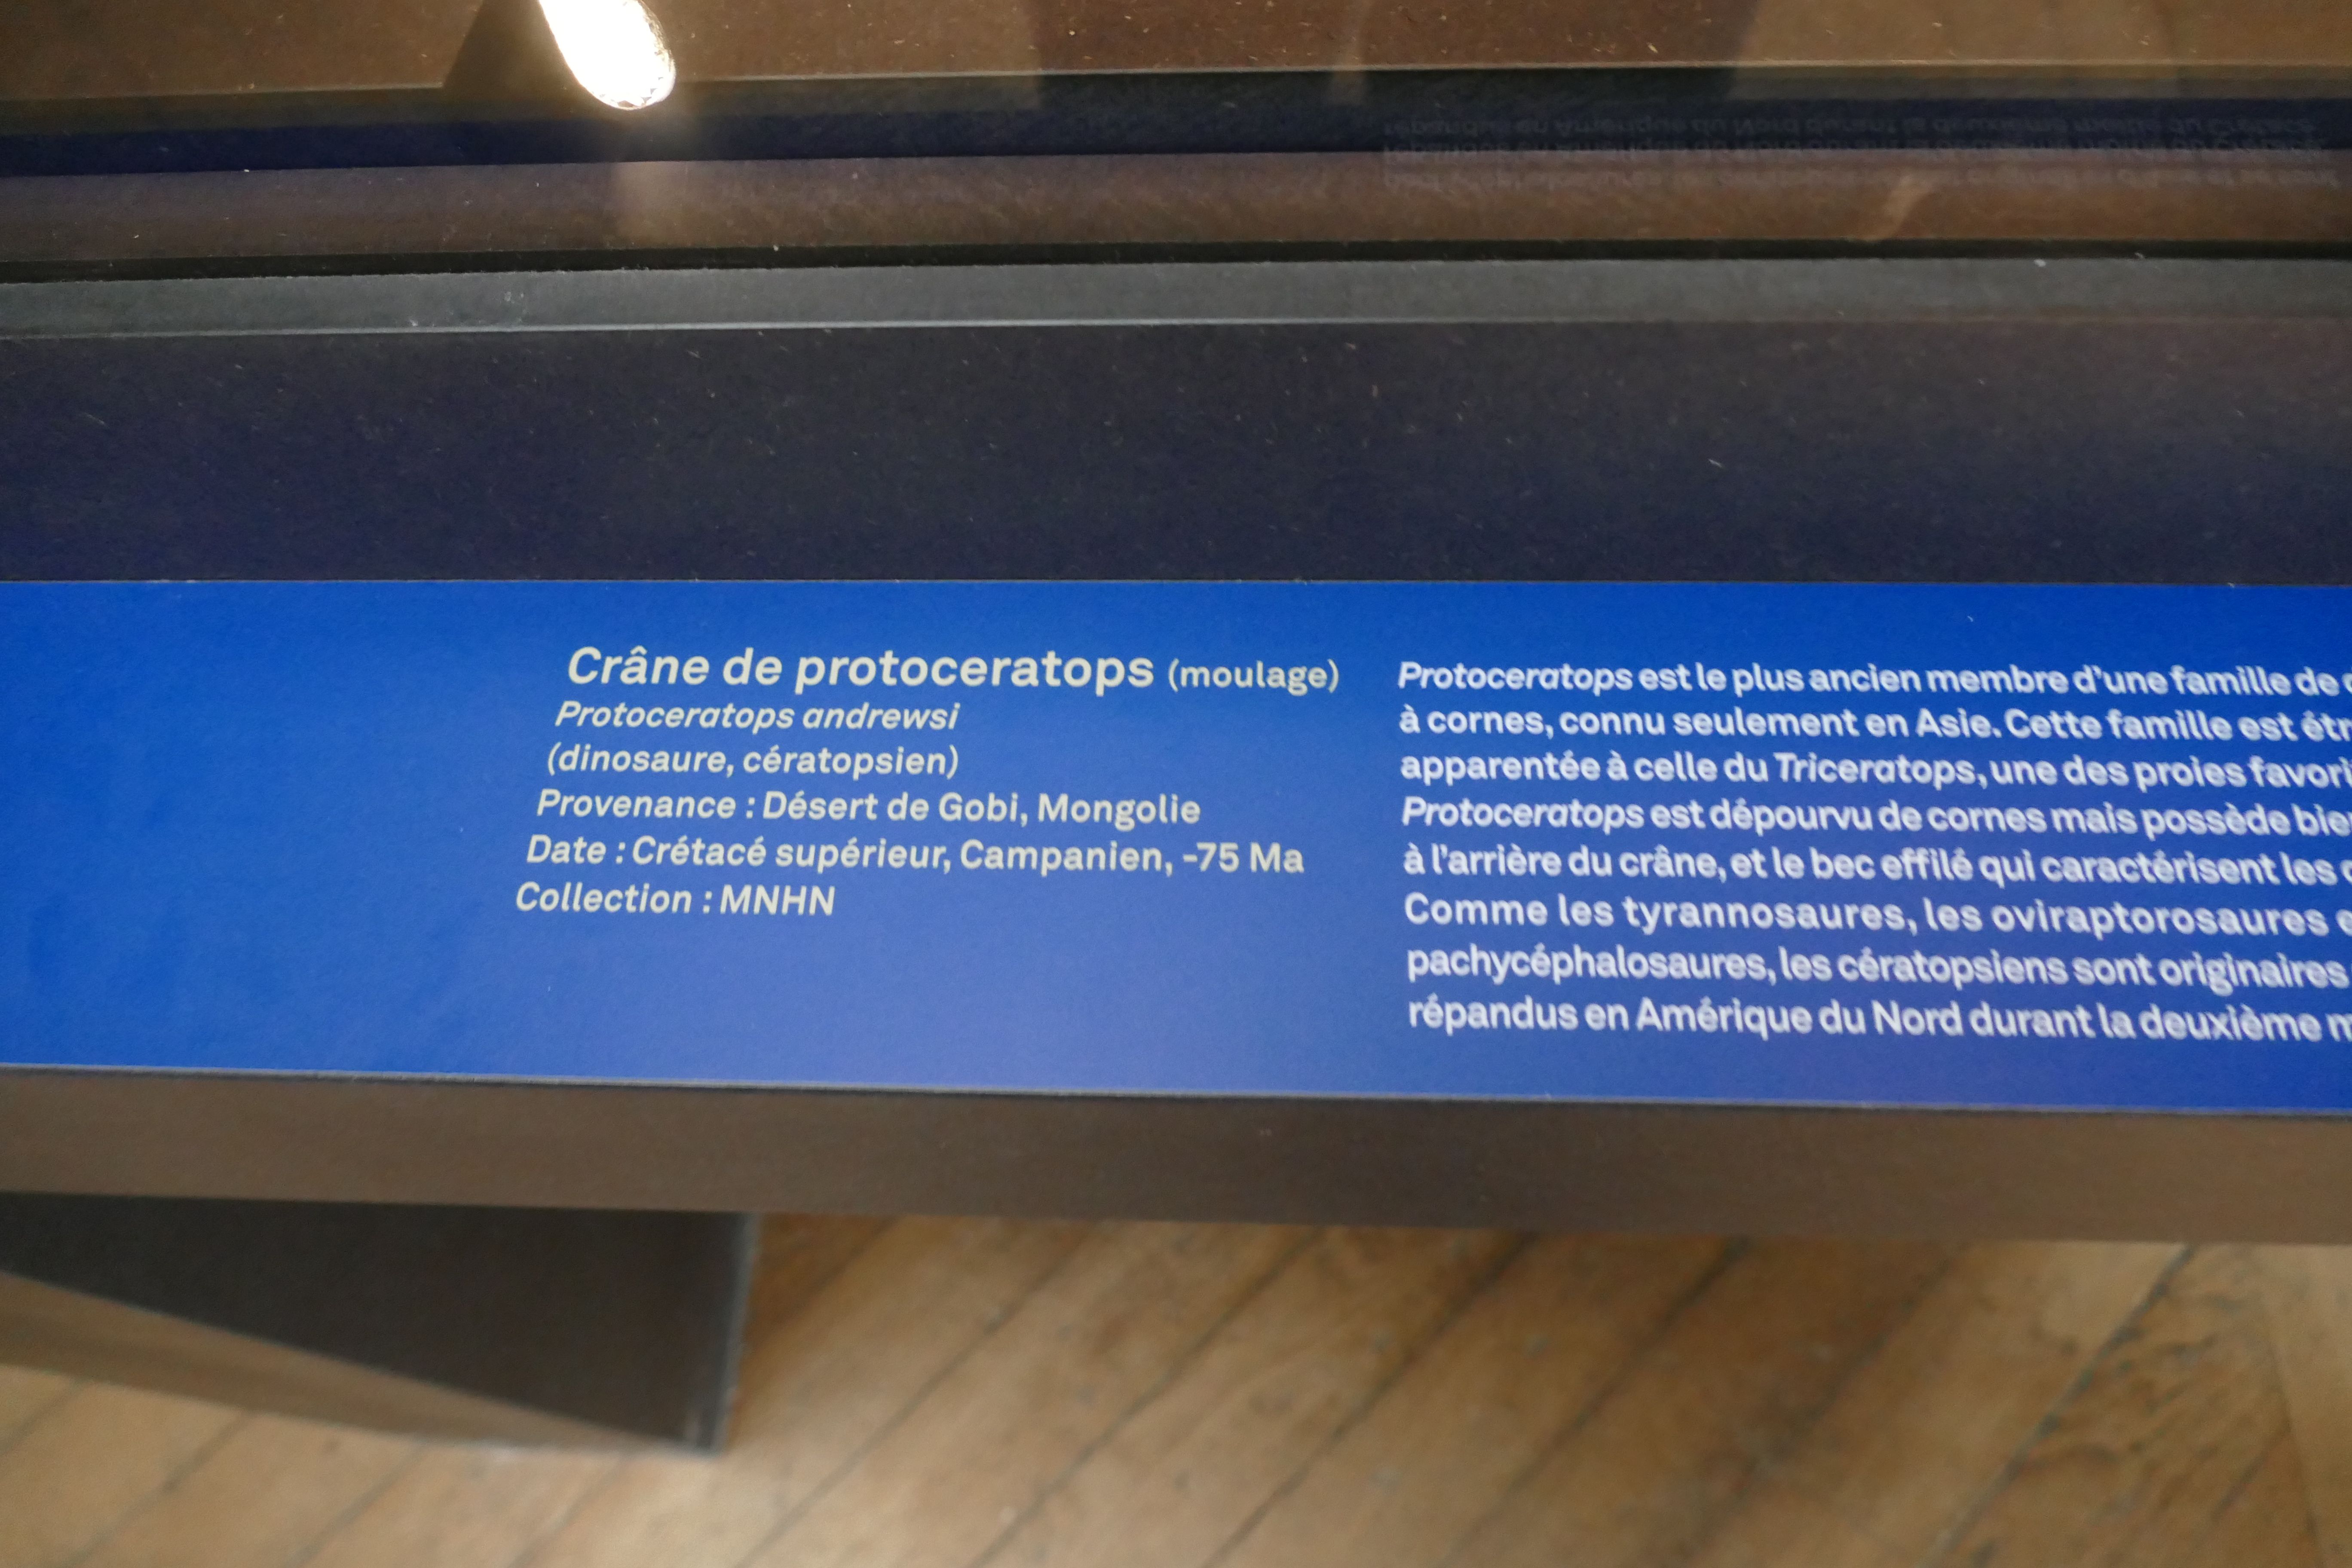 Crâne de protoceratops (moulage)
Protoceratops andrewsi
(dinosaure, cératopsien)
Provenance : Désert de Gobi, Mongolie
Date : Crétacé supérieur, Campanien, -75 Ma
Collection : MNHN
Protoceratops est le plus ancien membre d'une famille de
à cornes, connu seulement en Asie. Cette famille est
apparentée à celle du Triceratops, une des proies
Protoceratops est dépourvu de cornes mais possède
à l'arrière du crâne, et le bec effilé qui caractérisent les
Comme les tyrannosaures, les oviraptorosaures
pachycéphalosaures, les cératopsiens sont originaires
répandus en Amérique du Nord durant la deuxième